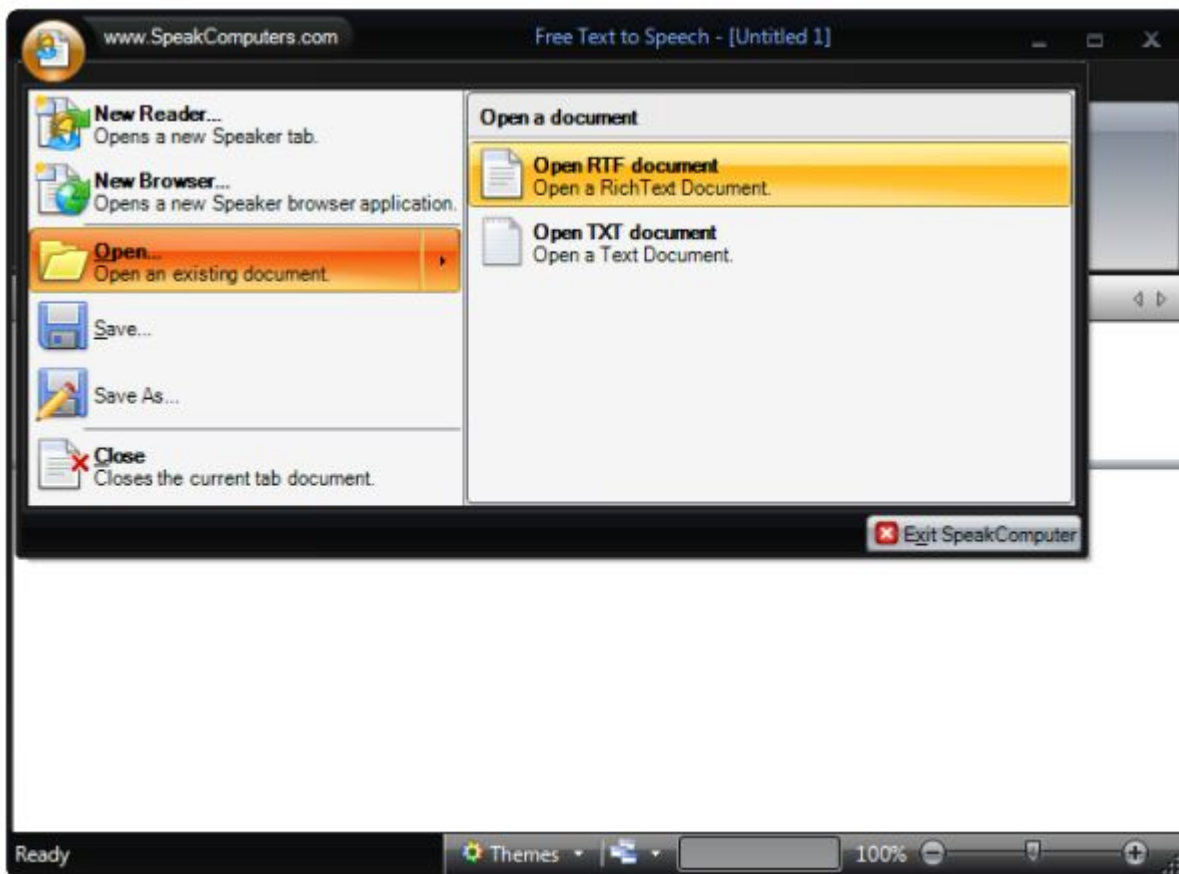 www.SpeakComputers.com
Free Text to Speech - [Untitled 1]
New Reader...
Opens a new Speaker tab.
New Browser...
Opens a new Speaker browser application.
Open...
Open an existing document.
Save...
Save As...
Close
Closes the current tab document.
Open a document
Open RTF document
Open a RichText Document.
Open TXT document
Open a Text Document.
Exit SpeakComputer
Ready
Themes
100%